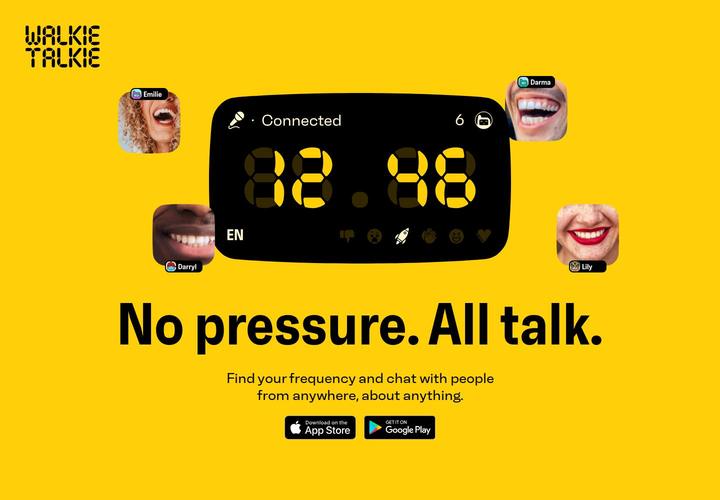 WALKIE
TALKIE
Emilie
Darma
· Connected
6
12.46
EN
Darryl
Lily
No pressure. All talk.
Find your frequency and chat with people
from anywhere, about anything.
Download on the
App Store
GET IT ON
Google Play